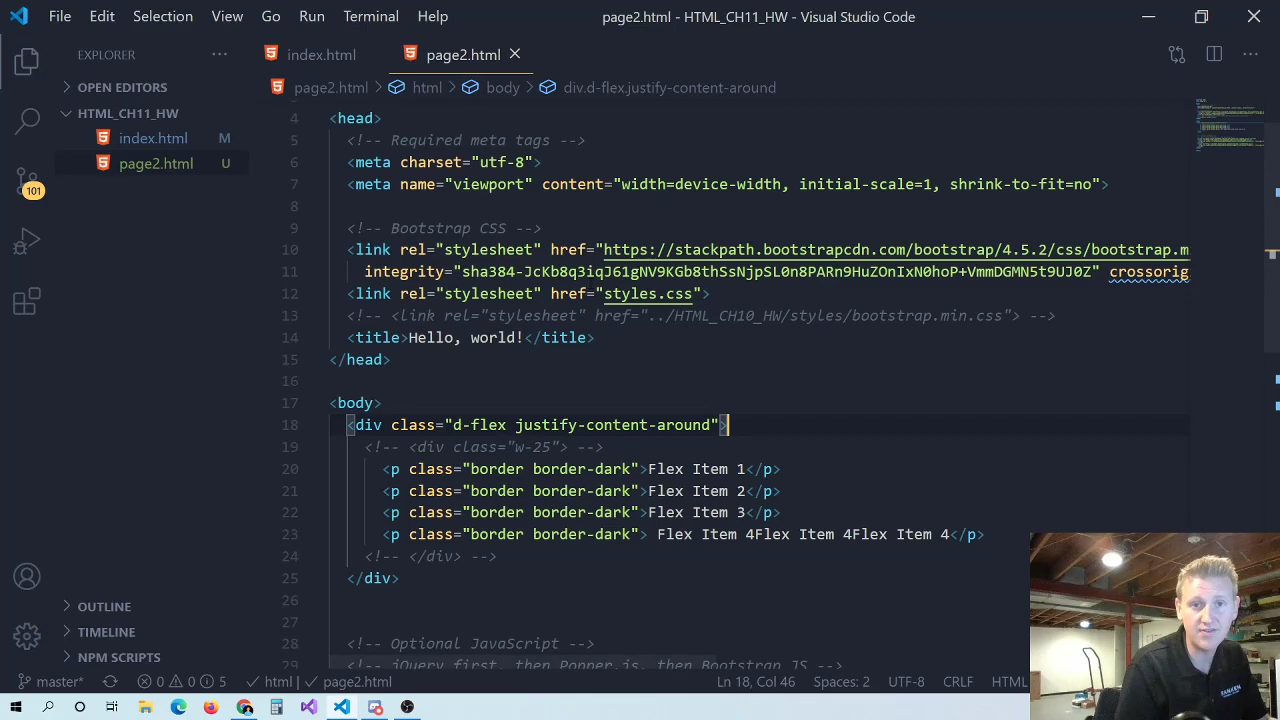 File Edit Selection View Go Run Terminal Help page2.html - HTML_CH11_HW - Visual Studio Code
EXPLORER
index.html page2.html
OPEN EDITORS
page2.html > html > body > div.d-flex.justify-content-around
HTML_CH11_HW
index.html M
page2.html U
101
4 <head>
5 <!-- Required meta tags -->
6 <meta charset="utf-8">
7 <meta name="viewport" content="width=device-width, initial-scale=1, shrink-to-fit=no">
8
9 <!-- Bootstrap CSS -->
10 <link rel="stylesheet" href="https://stackpath.bootstrapcdn.com/bootstrap/4.5.2/css/bootstrap.m
11 integrity="sha384-JcKb8q3iqJ61gNV9KGb8thSsNjpSL0n8PARn9HuZOnIxN0hoP+VmmDGMN5t9UJ0Z" crossorig
12 <link rel="stylesheet" href="styles.css">
13 <!-- <link rel="stylesheet" href="../HTML_CH10_HW/styles/bootstrap.min.css"> -->
14 <title>Hello, world!</title>
15 </head>
16
17 <body>
18 <div class="d-flex justify-content-around">
19 <!-- <div class="w-25"> -->
20 <p class="border border-dark">Flex Item 1</p>
21 <p class="border border-dark">Flex Item 2</p>
22 <p class="border border-dark">Flex Item 3</p>
23 <p class="border border-dark"> Flex Item 4Flex Item 4Flex Item 4</p>
24 <!-- </div> -->
25 </div>
26
27
28 <!-- Optional JavaScript -->
29 <!-- jQuery first, then Popper.js, then Bootstrap JS -->
OUTLINE
TIMELINE
NPM SCRIPTS
master* 0 0 5 html page2.html Ln 18, Col 46 Spaces: 2 UTF-8 CRLF HTML